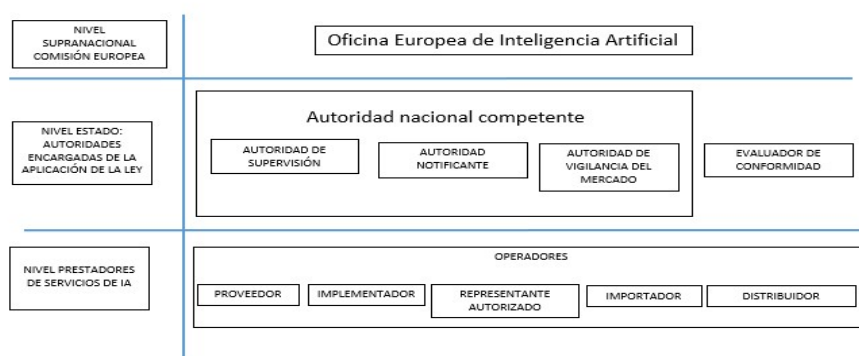 NIVEL
SUPRANACIONAL
COMISIÓN EUROPEA
Oficina Europea de Inteligencia Artificial
NIVEL ESTADO:
AUTORIDADES
ENCARGADAS DE LA
APLICACIÓN DE LA LEY
Autoridad nacional competente
AUTORIDAD DE
SUPERVISIÓN
AUTORIDAD
NOTIFICANTE
AUTORIDAD DE
VIGILANCIA DEL
MERCADO
EVALUADOR DE
CONFORMIDAD
NIVEL PRESTADORES
DE SERVICIOS DE IA
OPERADORES
PROVEEDOR
IMPLEMENTADOR
REPRESENTANTE
AUTORIZADO
IMPORTADOR
DISTRIBUIDOR